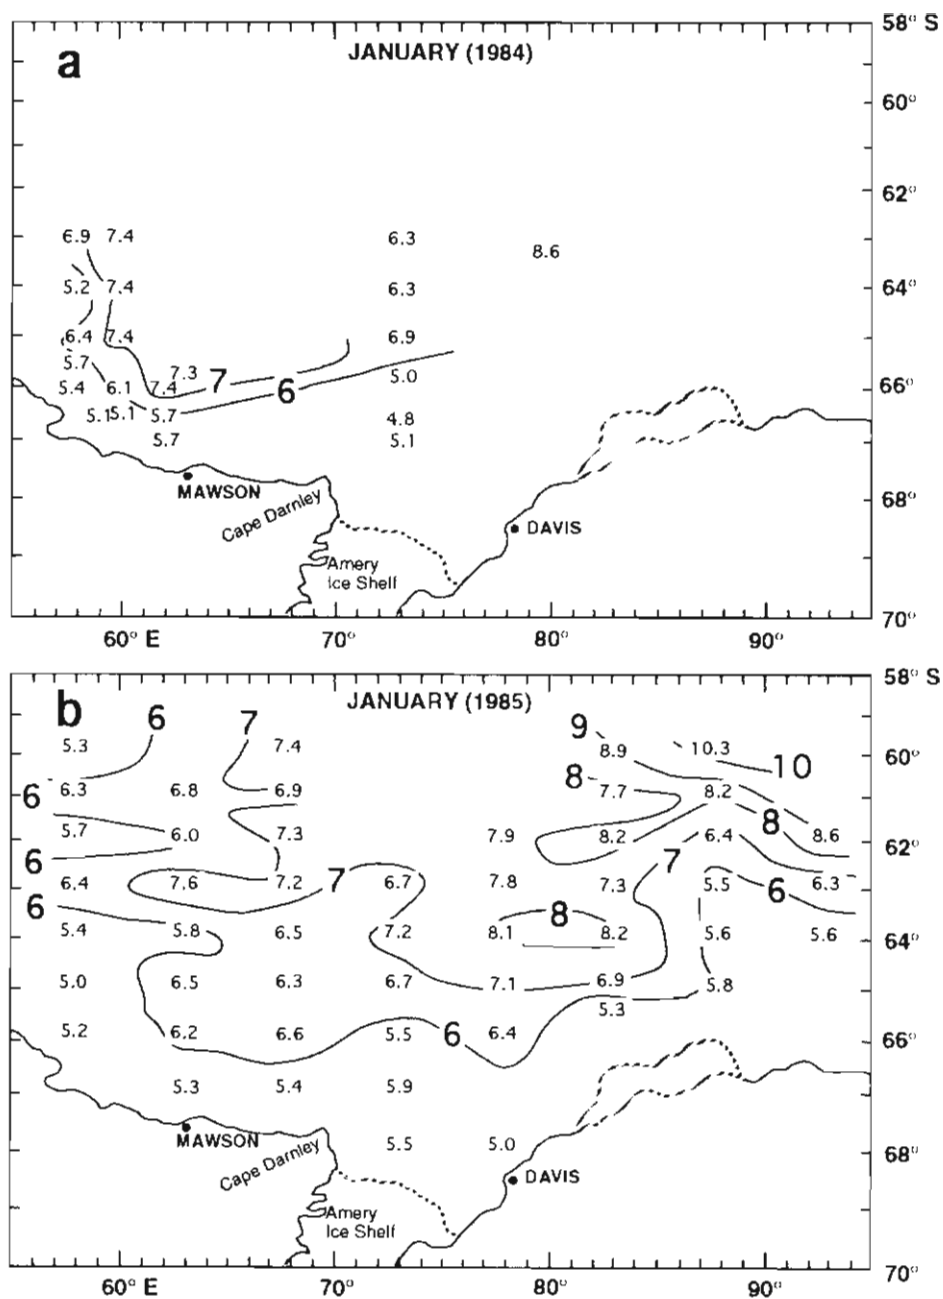 58° S
a
JANUARY (1984)
60°
62°
6.9 7.4 6.3
8.6
5.2 7.4 6.3
64°
6.4 7.4 6.9
5.7
7.3 7 5.0
5.4 6.1 7.4 6
66°
5.1 5.1 5.7 4.8
5.7 5.1
MAWSON
68°
Cape Darnley
DAVIS
Amery
Ice Shelf
70°
60° E 70° 80° 90°
58° S
b
JANUARY (1985)
6 7 9
5.3 7.4 8.9 10.3
60°
10
8
6 6.3 6.8 6.9 7.7 8.2
8
5.7 6.0 7.3 7.9 8.2 6.4 8.6
62°
6 7
6.4 7.6 7.2 7 6.7 7.8 7.3 5.5 6 6.3
6 8
5.4 5.8 6.5 7.2 8.1 8.2 5.6 5.6
64°
5.0 6.5 6.3 6.7 7.1 6.9 5.8
5.3
5.2 6.2 6.6 5.5 6 6.4
66°
5.3 5.4 5.9
MAWSON
5.5 5.0
68°
Cape Darnley
DAVIS
Amery
Ice Shelf
70°
60° E 70° 80° 90°